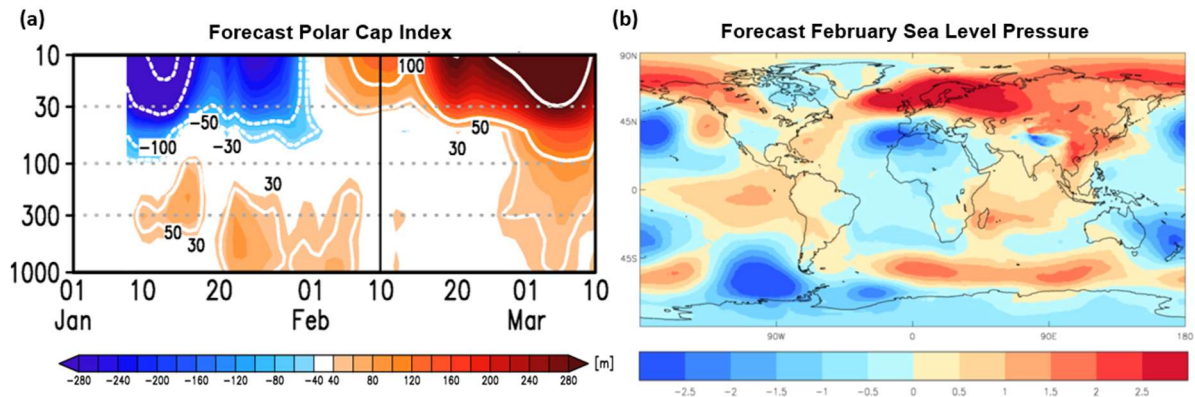 (a)
Forecast Polar Cap Index
10
30
100
300
1000
100
-50
-30
-100
50
30
30
50
30
01 10 20 01 10 20 01 10
Jan Feb Mar
-280 -240 -200 -160 -120 -80 -40 40 80 120 160 200 240 280 [m]
(b)
Forecast February Sea Level Pressure
90N
45N
0
45S
90W 0 90E 180
-2.5 -2 -1.5 -1 -0.5 0 0.5 1 1.5 2 2.5